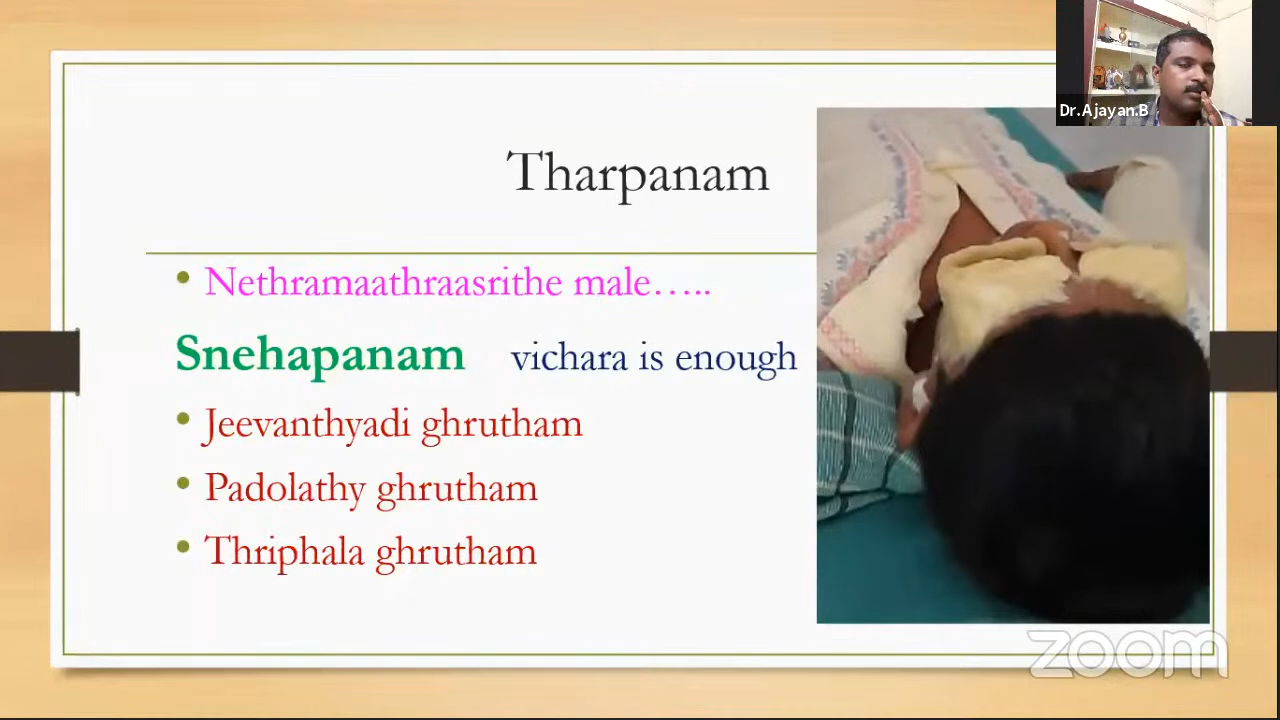 Dr.Ajayan.B
Tharpanam
Nethramaathraasrithe male…..
Snehapanam vichara is enough
Jeevanthyadi ghrutham
Padolathy ghrutham
Thriphala ghrutham
zoom